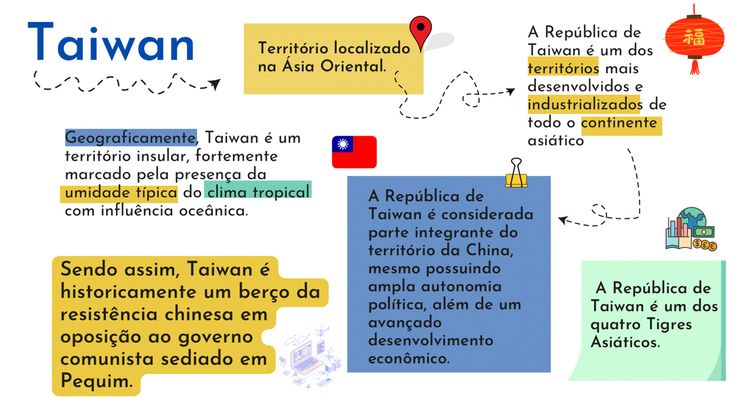 Taiwan
Território localizado
na Ásia Oriental.
A República de
Taiwan é um dos
territórios mais
desenvolvidos e
industrializados de
todo o continente
asiático
福
Geograficamente, Taiwan é um
território insular, fortemente
marcado pela presença da
umidade típica do clima tropical
com influência oceânica.
A República de
Taiwan é considerada
parte integrante do
território da China,
mesmo possuindo
ampla autonomia
política, além de um
avançado
desenvolvimento
econômico.
Sendo assim, Taiwan é
historicamente um berço da
resistência chinesa em
oposição ao governo
comunista sediado em
Pequim.
A República de
Taiwan é um dos
quatro Tigres
Asiáticos.